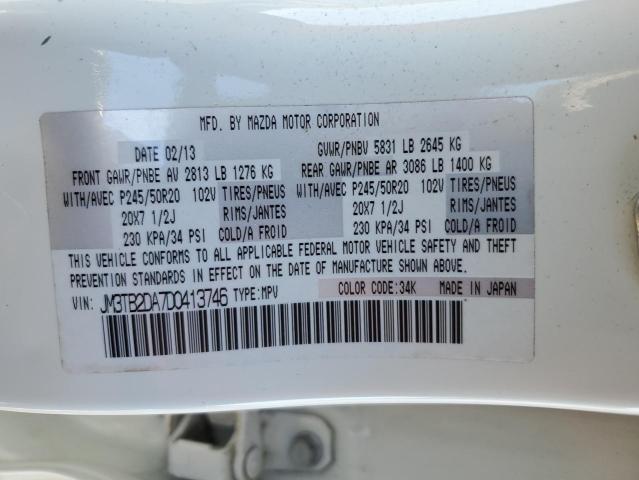 MFD. BY MAZDA MOTOR CORPORATION
DATE 02/13 GVWR/PNBV 5831 LB 2645 KG
FRONT GAWR/PNBE AV 2813 LB 1276 KG REAR GAWR/PNBE AR 3086 LB 1400 KG
WITH/AVEC P245/50R20 102V TIRES/PNEUS WITH/AVEC P245/50R20 102V TIRES/PNEUS
20X7 1/2J RIMS/JANTES 20X7 1/2J RIMS/JANTES
230 KPA/34 PSI COLD/A FROID 230 KPA/34 PSI COLD/A FROID
THIS VEHICLE CONFORMS TO ALL APPLICABLE FEDERAL MOTOR VEHICLE SAFETY AND THEFT
PREVENTION STANDARDS IN EFFECT ON THE DATE OF MANUFACTURE SHOWN ABOVE.
VIN: JM3TB2DA7D0413746 TYPE:MPV COLOR CODE:34K MADE IN JAPAN